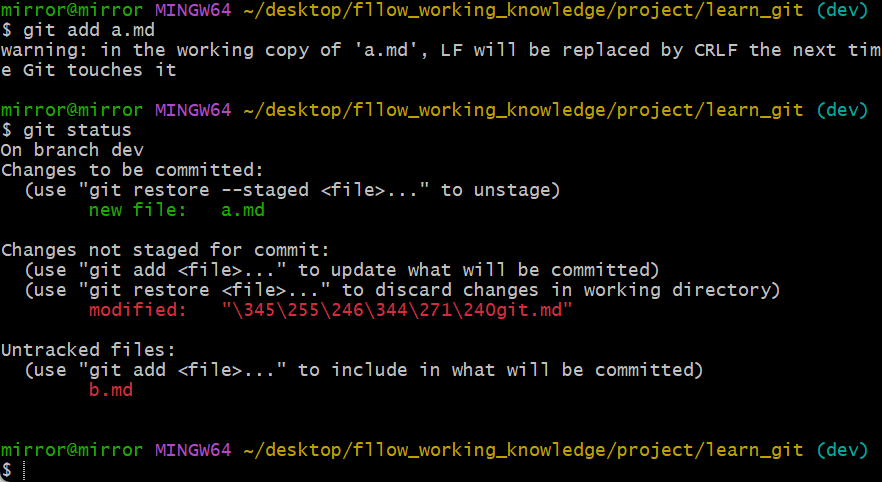 mirror@mirror MINGW64 ~/desktop/fllow_working_knowledge/project/learn_git (dev)
$ git add a.md
warning: in the working copy of 'a.md', LF will be replaced by CRLF the next tim
e Git touches it
mirror@mirror MINGW64 ~/desktop/fllow_working_knowledge/project/learn_git (dev)
$ git status
On branch dev
Changes to be committed:
  (use "git restore --staged <file>..." to unstage)
        new file:   a.md
Changes not staged for commit:
  (use "git add <file>..." to update what will be committed)
  (use "git restore <file>..." to discard changes in working directory)
        modified:   "\345\255\246\344\271\240git.md"
Untracked files:
  (use "git add <file>..." to include in what will be committed)
        b.md
mirror@mirror MINGW64 ~/desktop/fllow_working_knowledge/project/learn_git (dev)
$